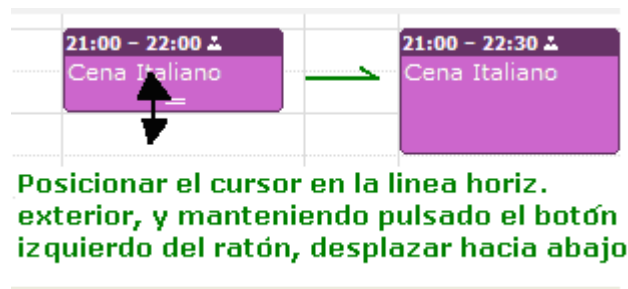 21:00 – 22:00
Cena Italiano
21:00 – 22:30
Cena Italiano
Posicionar el cursor en la linea horiz.
exterior, y manteniendo pulsado el botón
izquierdo del ratón, desplazar hacia abajo